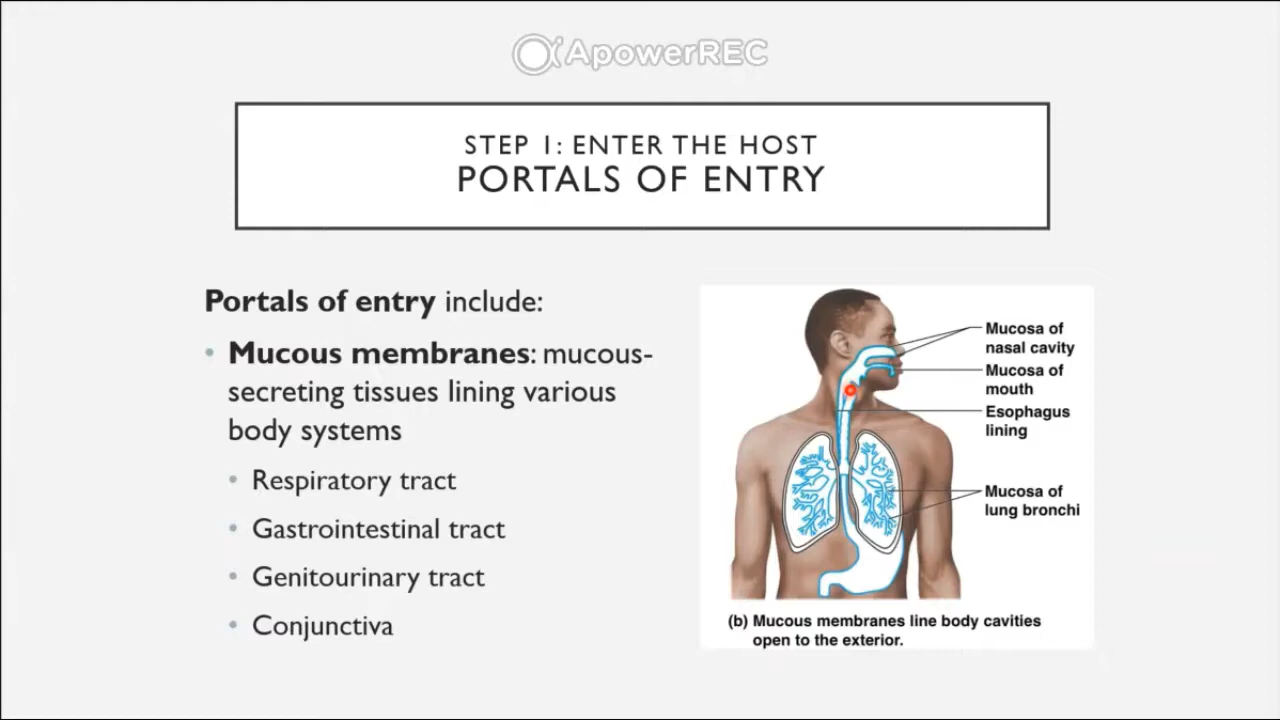 ApowerREC
STEP 1: ENTER THE HOST
PORTALS OF ENTRY
Portals of entry include:
• Mucous membranes: mucous-
secreting tissues lining various
body systems
• Respiratory tract
• Gastrointestinal tract
• Genitourinary tract
• Conjunctiva
Mucosa of
nasal cavity
Mucosa of
mouth
Esophagus
lining
Mucosa of
lung bronchi
(b) Mucous membranes line body cavities
open to the exterior.